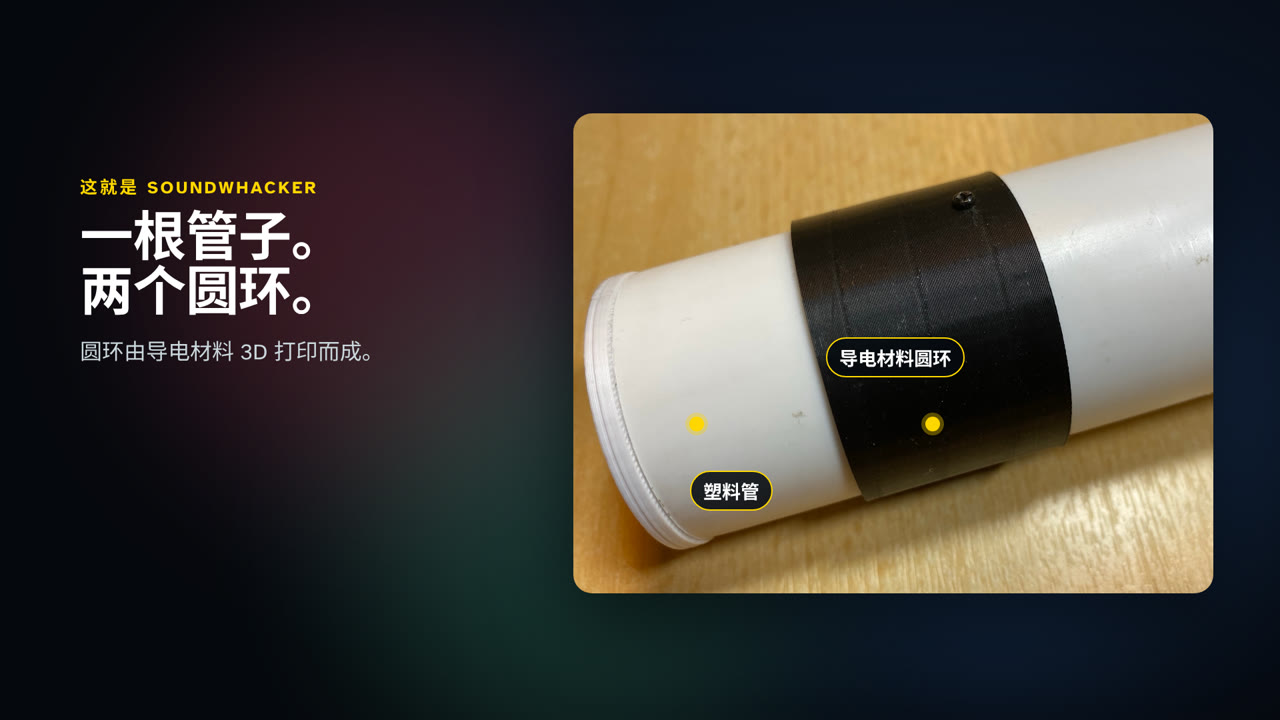 这就是 SOUNDWHACKER
一根管子。
两个圆环。
圆环由导电材料 3D 打印而成。
导电材料圆环
塑料管